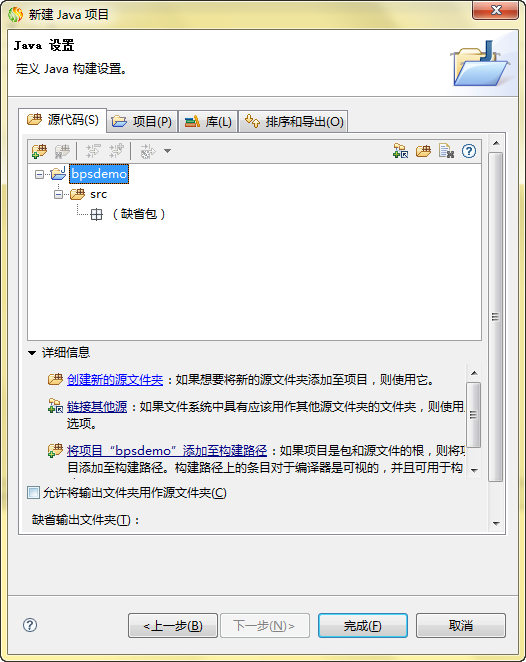 新建 Java 项目
Java 设置
定义 Java 构建设置。
源代码(S)
项目(P)
库(L)
排序和导出(O)
bpsdemo
src
（缺省包）
详细信息
创建新的源文件夹：如果想要将新的源文件夹添加至项目，则使用它。
链接其他源：如果文件系统中具有应该用作其他源文件夹的文件夹，则使用
选项。
将项目“bpsdemo”添加至构建路径：如果项目是包和源文件的根，则将项
目添加至构建路径。构建路径上的条目对于编译器是可视的，并且可用于构
允许将输出文件夹用作源文件夹(C)
缺省输出文件夹(T)：
<上一步(B)
下一步(N)>
完成(F)
取消